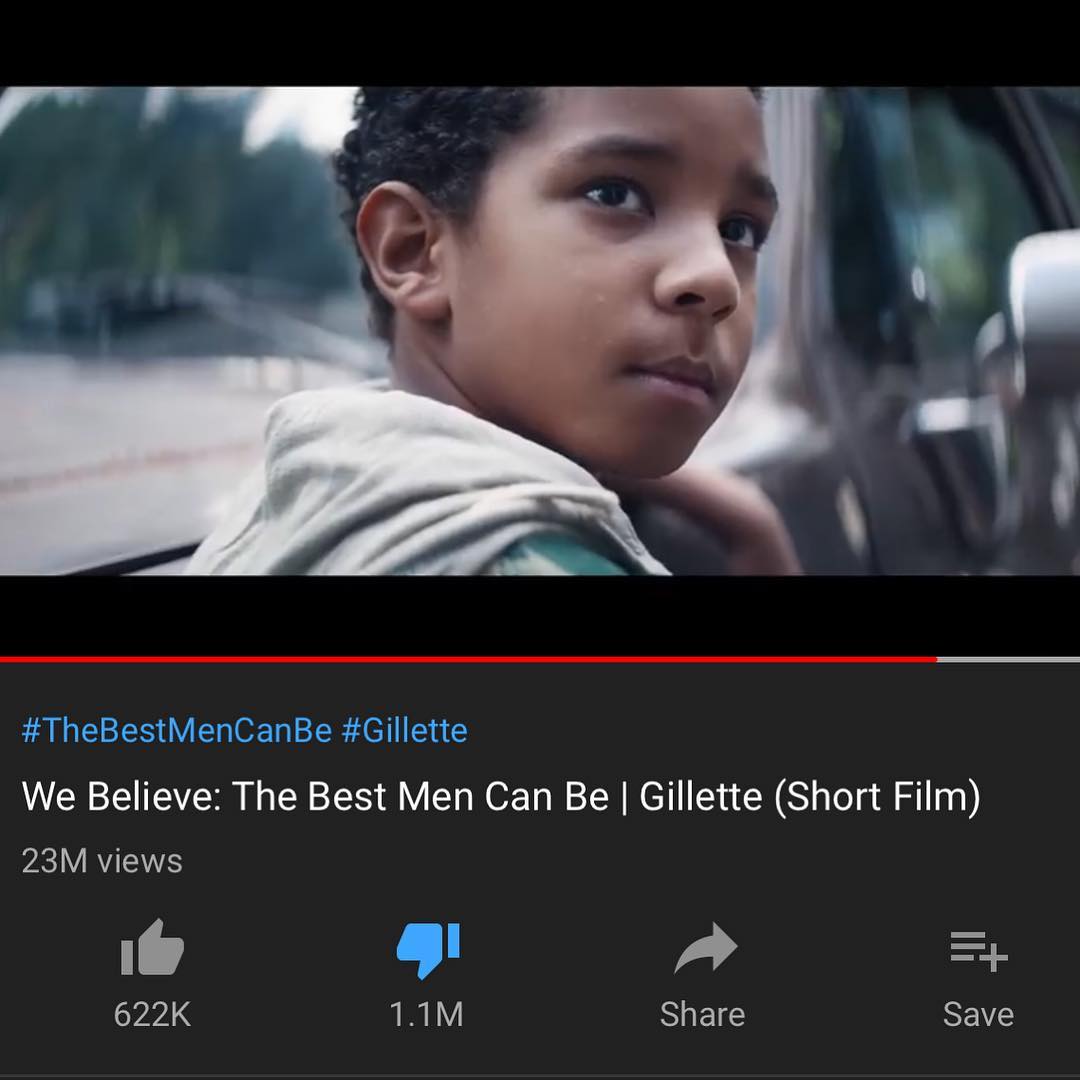 #TheBestMenCanBe #Gillette
We Believe: The Best Men Can Be | Gillette (Short Film)
23M views
622K 1.1M Share Save